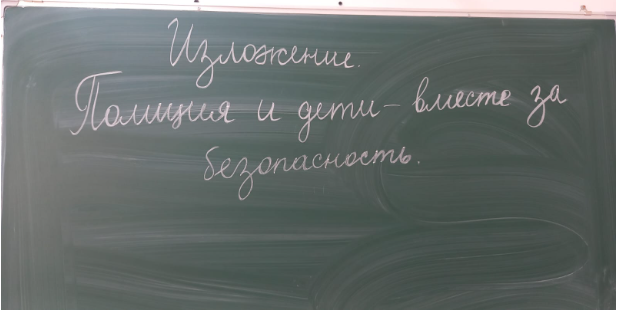 Изложение.
Полиция и дети – вместе за
безопасность.